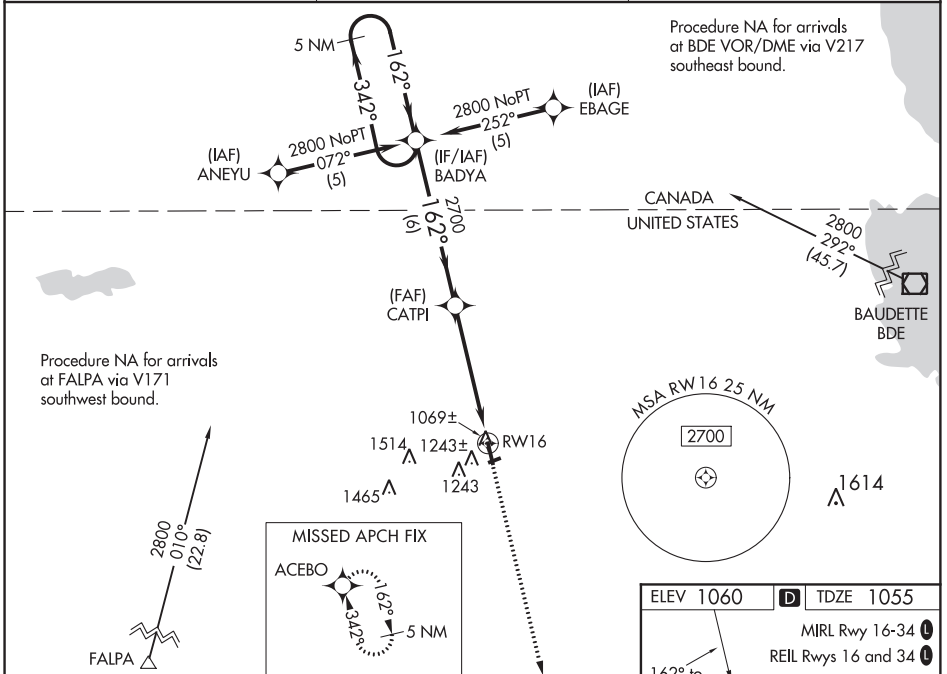 Procedure NA for arrivals
at BDE VOR/DME via V217
southeast bound.
5 NM
162°
342°
2800 NoPT
252°
(5)
(IAF)
EBAGE
(IAF)
ANEYU
2800 NoPT
072°
(5)
(IF/IAF)
BADYA
2700
162°
(6)
CANADA
UNITED STATES
2800
292°
(45.7)
BAUDETTE
BDE
(FAF)
CATPI
Procedure NA for arrivals
at FALPA via V171
southwest bound.
MSA RW16 25 NM
2700
1069±
RW16
1514
1243±
1243
1465
1614
2800
010°
(22.8)
FALPA
MISSED APCH FIX
ACEBO
162°
342°
5 NM
ELEV 1060 D TDZE 1055
MIRL Rwy 16-34 L
REIL Rwys 16 and 34 L
162° to